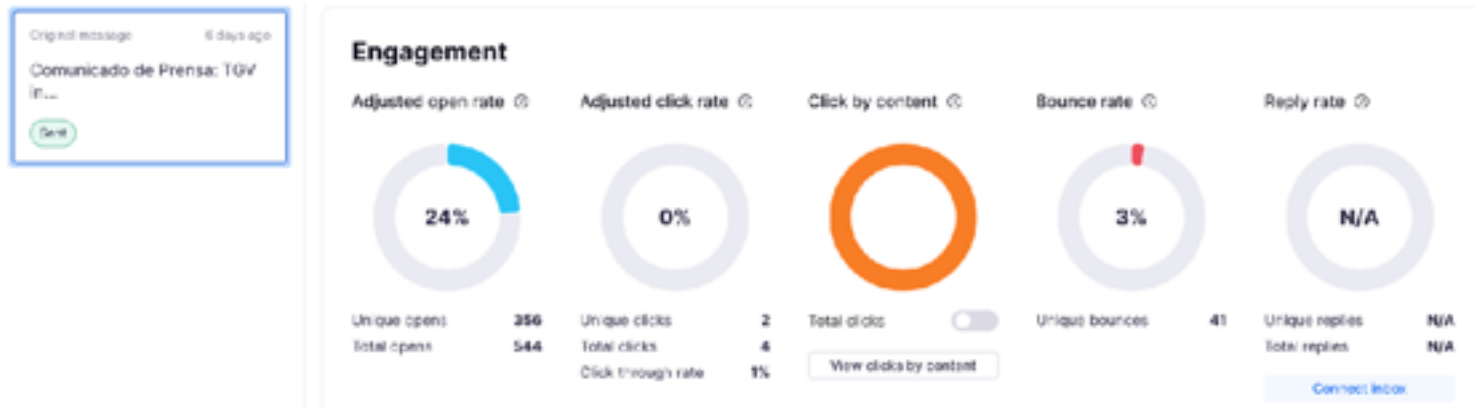 Original message 6 days ago
Comunicado de Prensa: TGV
in...
Sent
Engagement
Adjusted open rate
Adjusted click rate
Click by content
Bounce rate
Reply rate
24%
0%
3%
N/A
Unique opens 356
Total opens 544
Unique clicks 2
Total clicks 4
Click through rate 1%
Total clicks
View clicks by content
Unique bounces 41
Unique replies N/A
Total replies N/A
Connect inbox